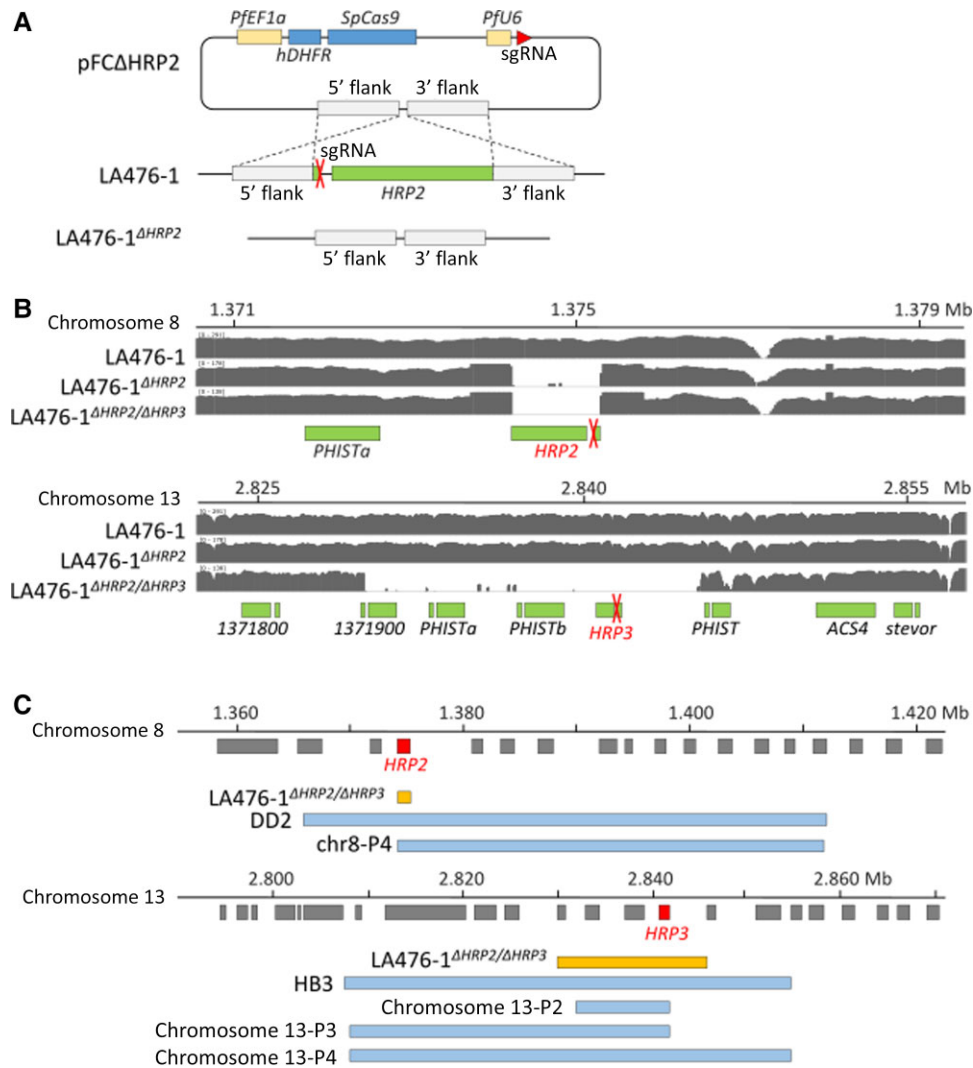 A
PfEF1a SpCas9 PfU6
hDHFR sgRNA
pFCΔHRP2
5’ flank 3’ flank
sgRNA
LA476-1
5’ flank HRP2 3’ flank
LA476-1ΔHRP2
5’ flank 3’ flank
B
1.371 1.375 1.379 Mb
Chromosome 8
LA476-1
LA476-1ΔHRP2
LA476-1ΔHRP2/ΔHRP3
PHISTa HRP2
2.825 2.840 2.855 Mb
Chromosome 13
LA476-1
LA476-1ΔHRP2
LA476-1ΔHRP2/ΔHRP3
1371800 1371900 PHISTa PHISTb HRP3 PHIST ACS4 stevor
C
1.360 1.380 1.400 1.420 Mb
Chromosome 8
HRP2
LA476-1ΔHRP2/ΔHRP3
DD2
chr8-P4
2.800 2.820 2.840 2.860 Mb
Chromosome 13
HRP3
LA476-1ΔHRP2/ΔHRP3
HB3
Chromosome 13-P2
Chromosome 13-P3
Chromosome 13-P4